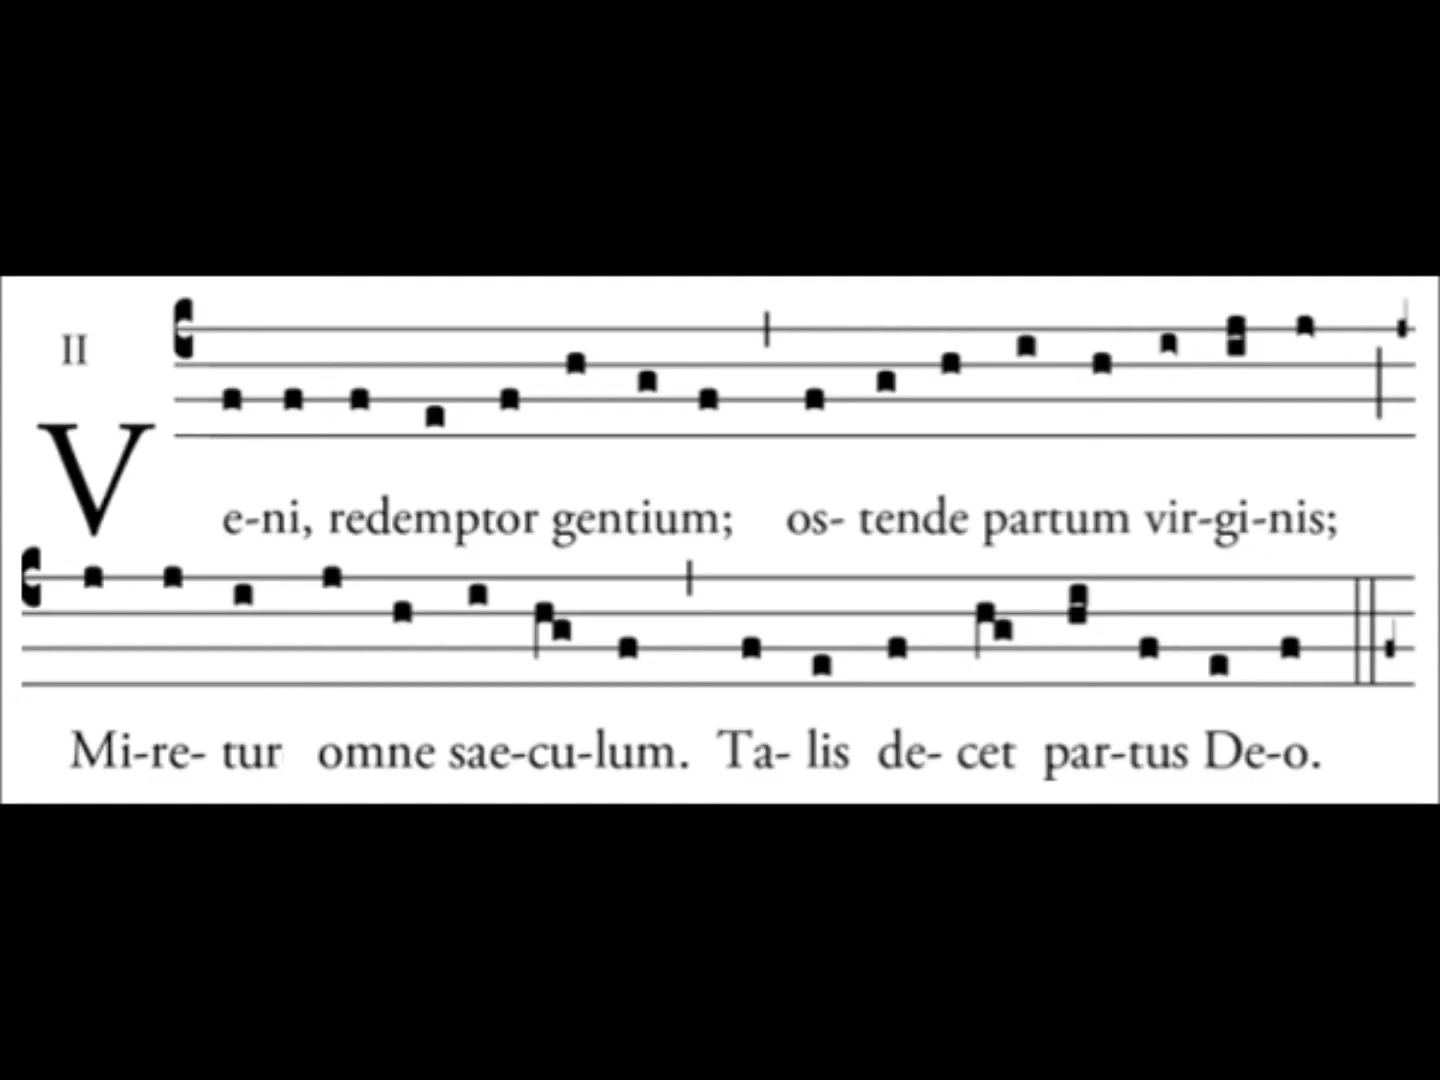 II
Ve-ni, redemptor gentium; os- tende partum vir-gi-nis;
Mi-re- tur omne sae-cu-lum. Ta- lis de- cet par-tus De-o.